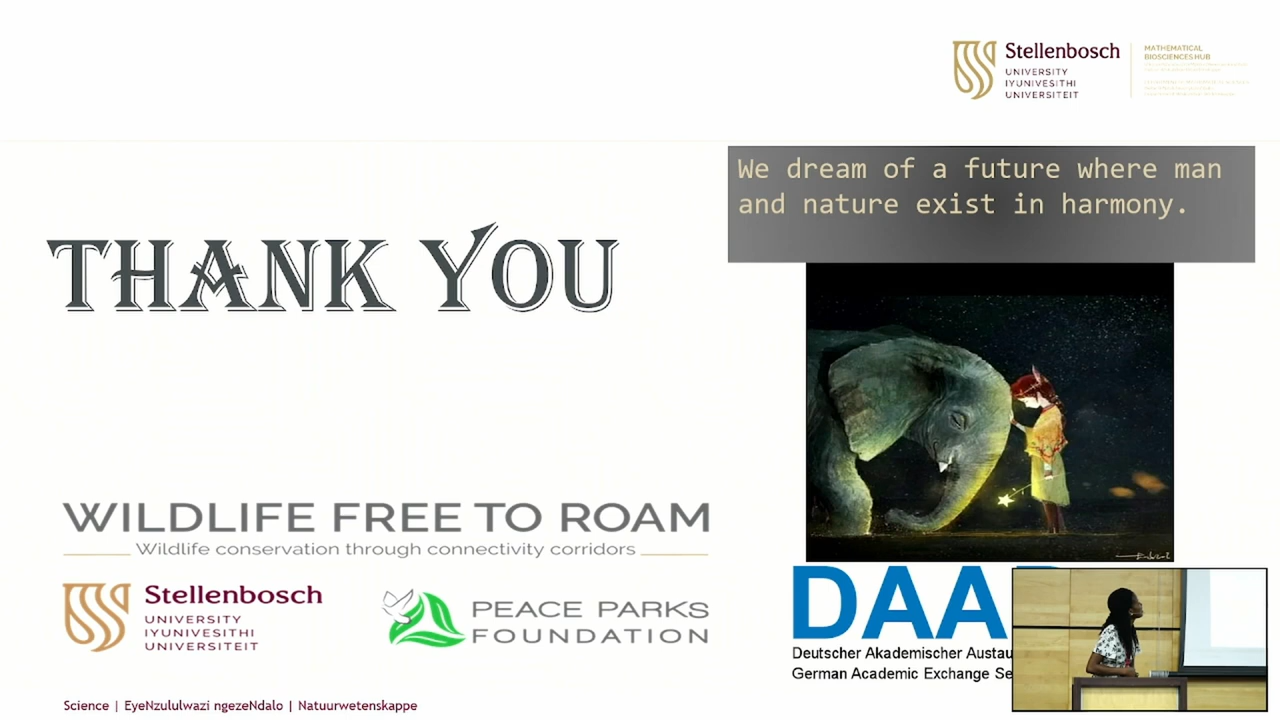 Stellenbosch
UNIVERSITY
IYUNIVESITHI
UNIVERSITEIT
MATHEMATICAL
BIOSCIENCES HUB
We dream of a future where man
and nature exist in harmony.
THANK YOU
WILDLIFE FREE TO ROAM
Wildlife conservation through connectivity corridors
Stellenbosch
UNIVERSITY
IYUNIVESITHI
UNIVERSITEIT
PEACE PARKS
FOUNDATION
DAA
Deutscher Akademischer Austau
German Academic Exchange Se
Science | EyeNzululwazi ngezeNdalo | Natuurwetenskappe